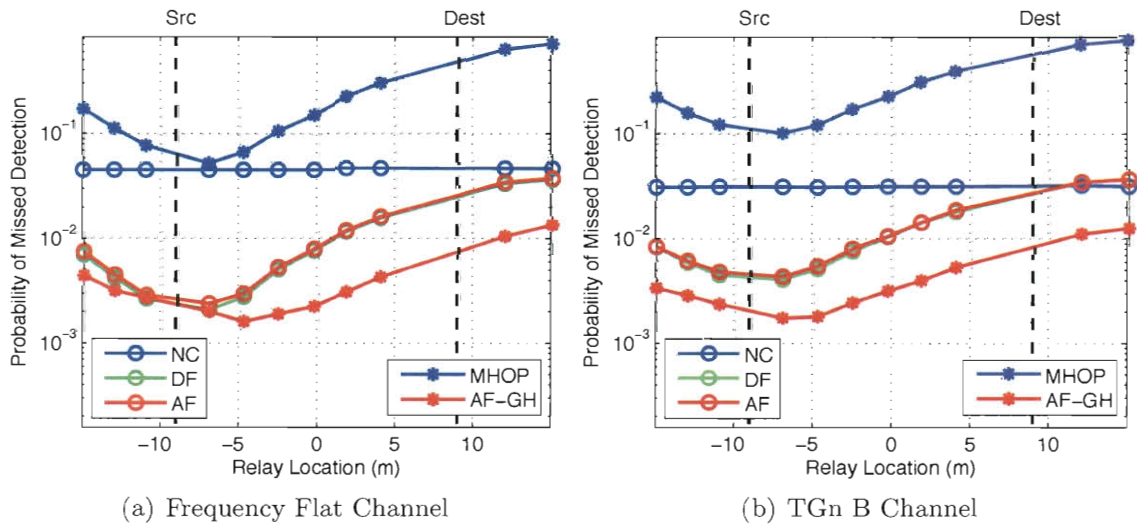 Src
Dest
Probability of Missed Detection
10⁻¹
10⁻²
10⁻³
NC
DF
AF
MHOP
AF-GH
-10
-5
0
5
10
Relay Location (m)
(a) Frequency Flat Channel
Src
Dest
Probability of Missed Detection
10⁻¹
10⁻²
10⁻³
NC
DF
AF
MHOP
AF-GH
-10
-5
0
5
10
Relay Location (m)
(b) TGn B Channel